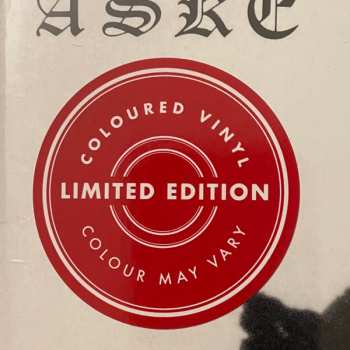 ASKE
COLOURED VINYL
LIMITED EDITION
COLOUR MAY VARY